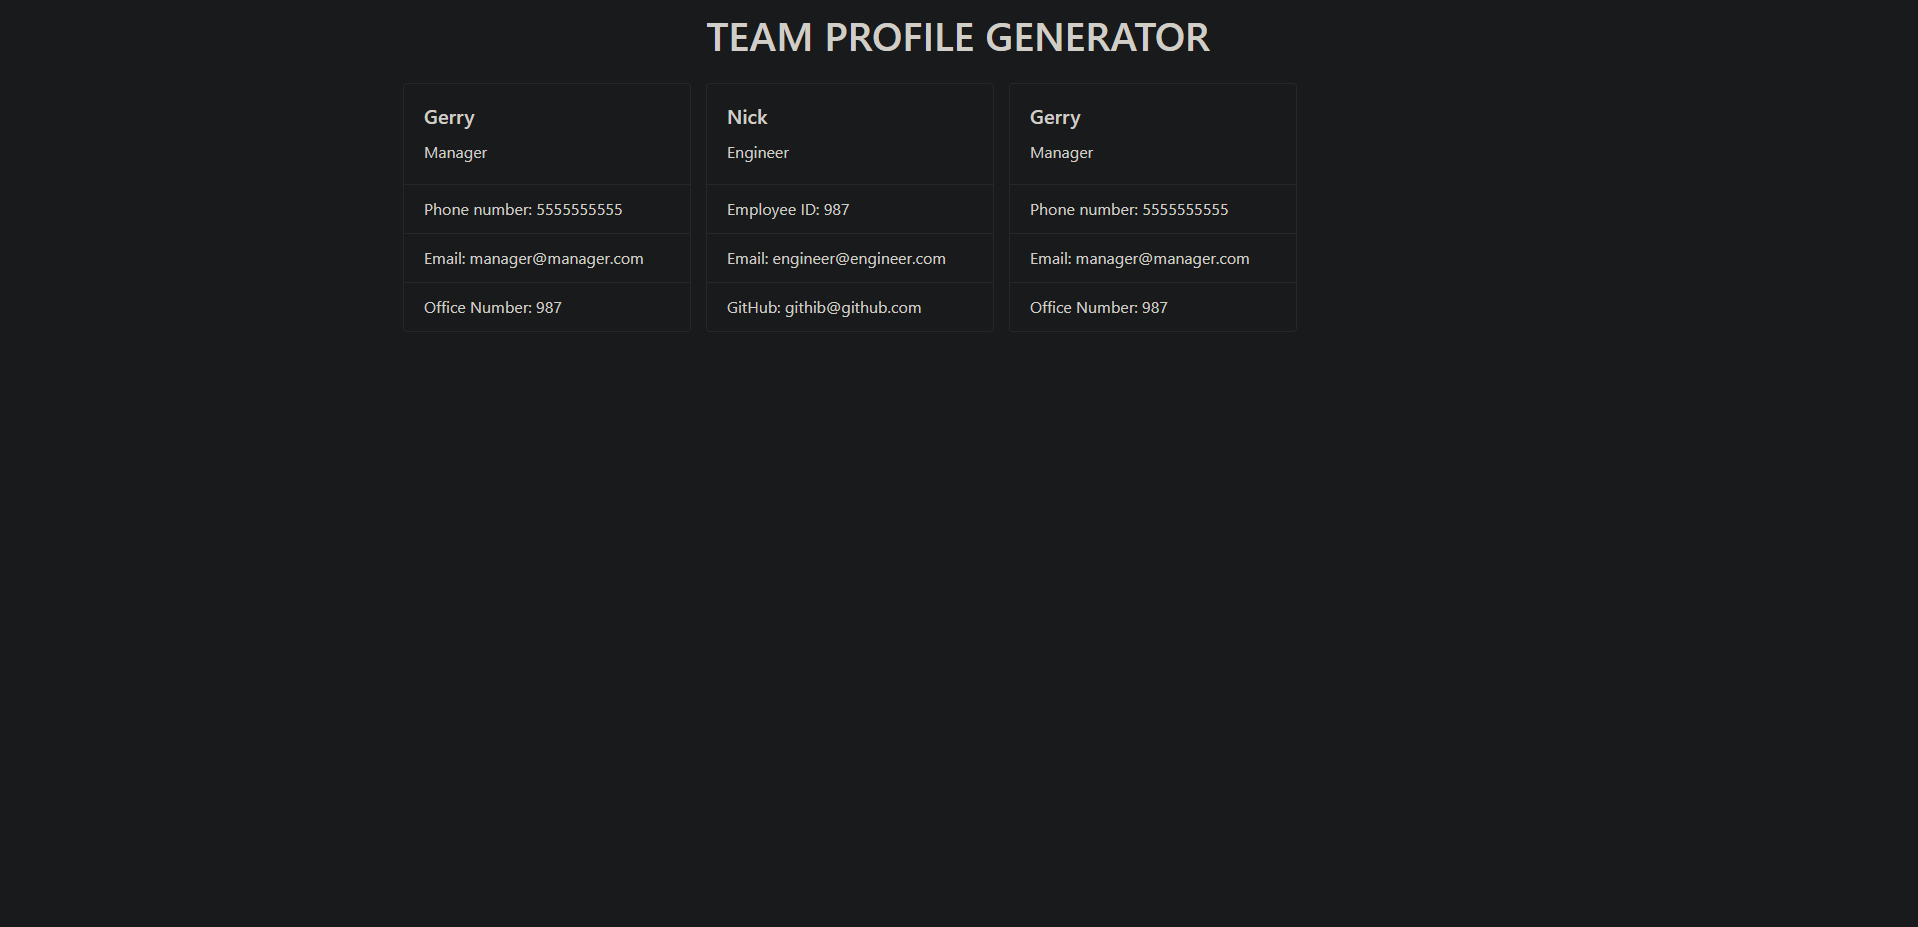 TEAM PROFILE GENERATOR
Gerry
Manager
Phone number: 5555555555
Email: manager@manager.com
Office Number: 987
Nick
Engineer
Employee ID: 987
Email: engineer@engineer.com
GitHub: githib@github.com
Gerry
Manager
Phone number: 5555555555
Email: manager@manager.com
Office Number: 987